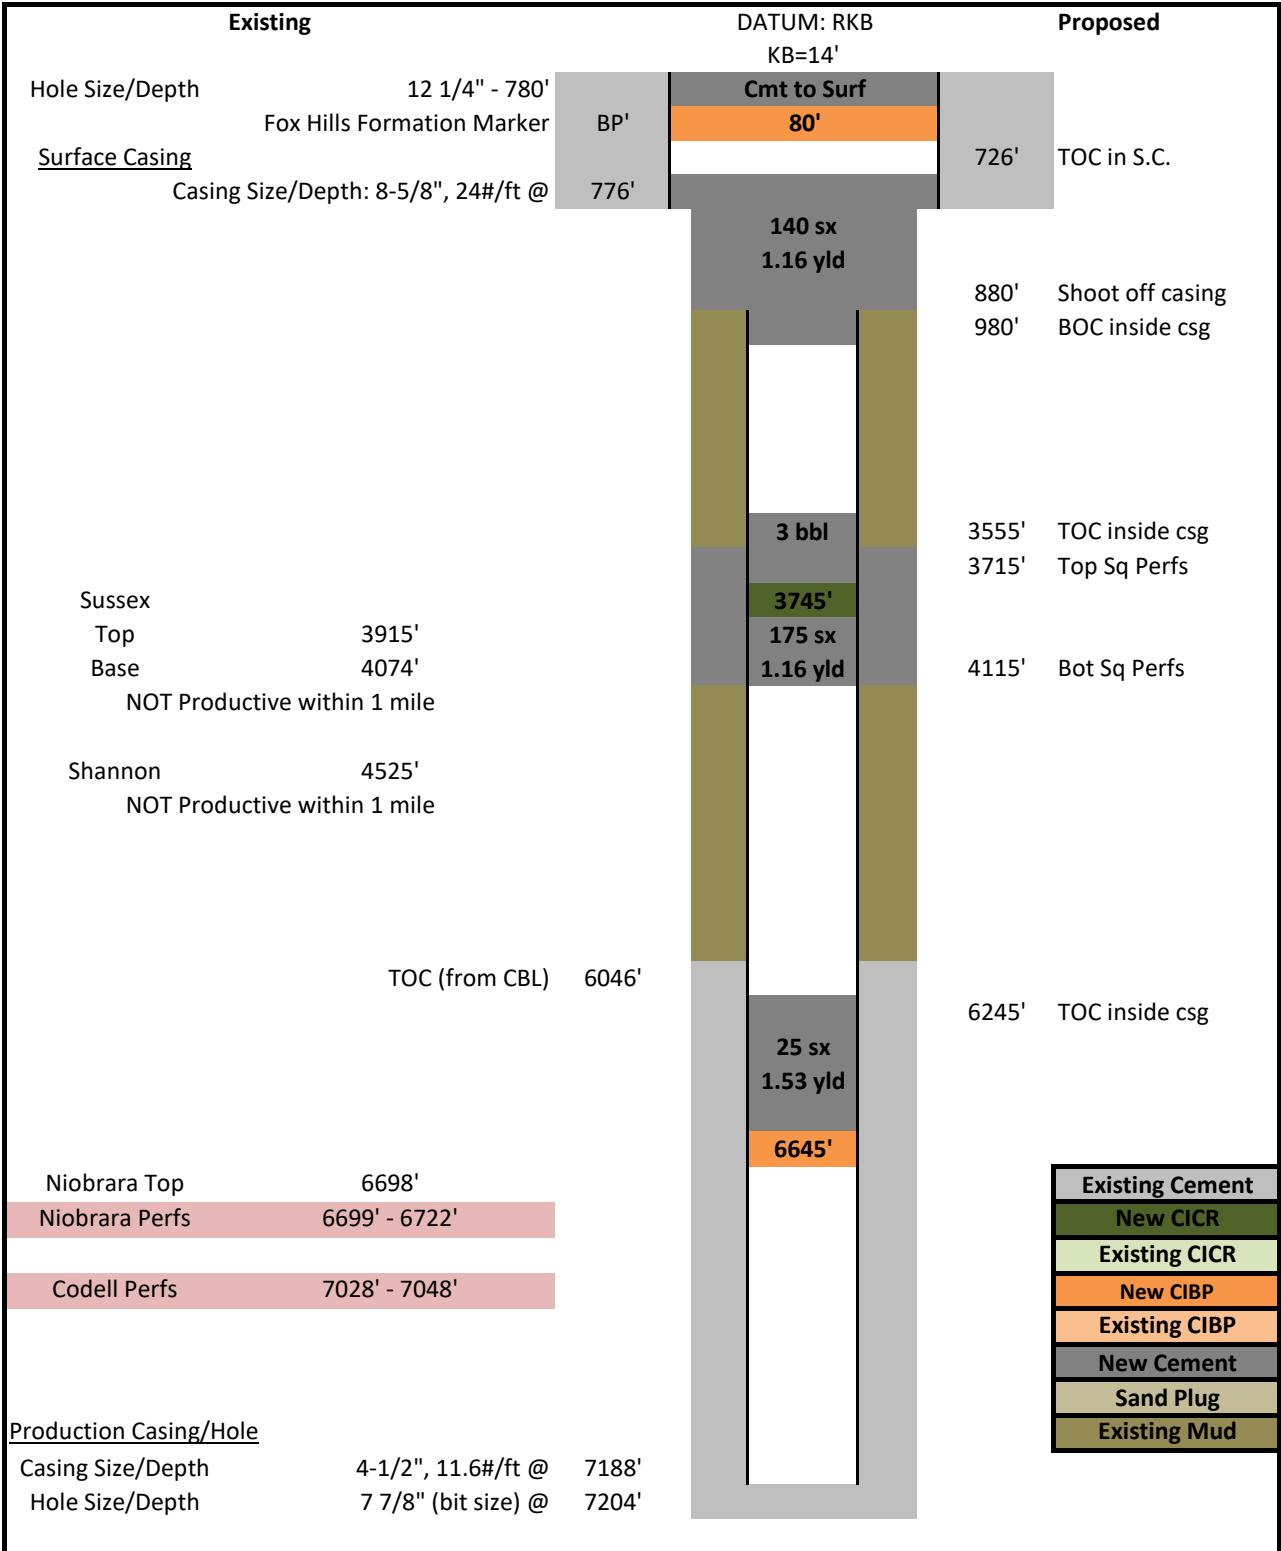 Existing DATUM: RKB Proposed
KB=14'
Hole Size/Depth 12 1/4" - 780' Cmt to Surf
Fox Hills Formation Marker BP' 80'
Surface Casing 726' TOC in S.C.
Casing Size/Depth: 8-5/8", 24#/ft @ 776'
140 sx
1.16 yld
880' Shoot off casing
980' BOC inside csg
3 bbl 3555' TOC inside csg
3715' Top Sq Perfs
Sussex 3745'
Top 3915' 175 sx
Base 4074' 1.16 yld 4115' Bot Sq Perfs
NOT Productive within 1 mile
Shannon 4525'
NOT Productive within 1 mile
TOC (from CBL) 6046'
6245' TOC inside csg
25 sx
1.53 yld
6645'
Niobrara Top 6698' Existing Cement
Niobrara Perfs 6699' - 6722' New CICR
Existing CICR
Codell Perfs 7028' - 7048' New CIBP
Existing CIBP
New Cement
Sand Plug
Production Casing/Hole Existing Mud
Casing Size/Depth 4-1/2", 11.6#/ft @ 7188'
Hole Size/Depth 7 7/8" (bit size) @ 7204'